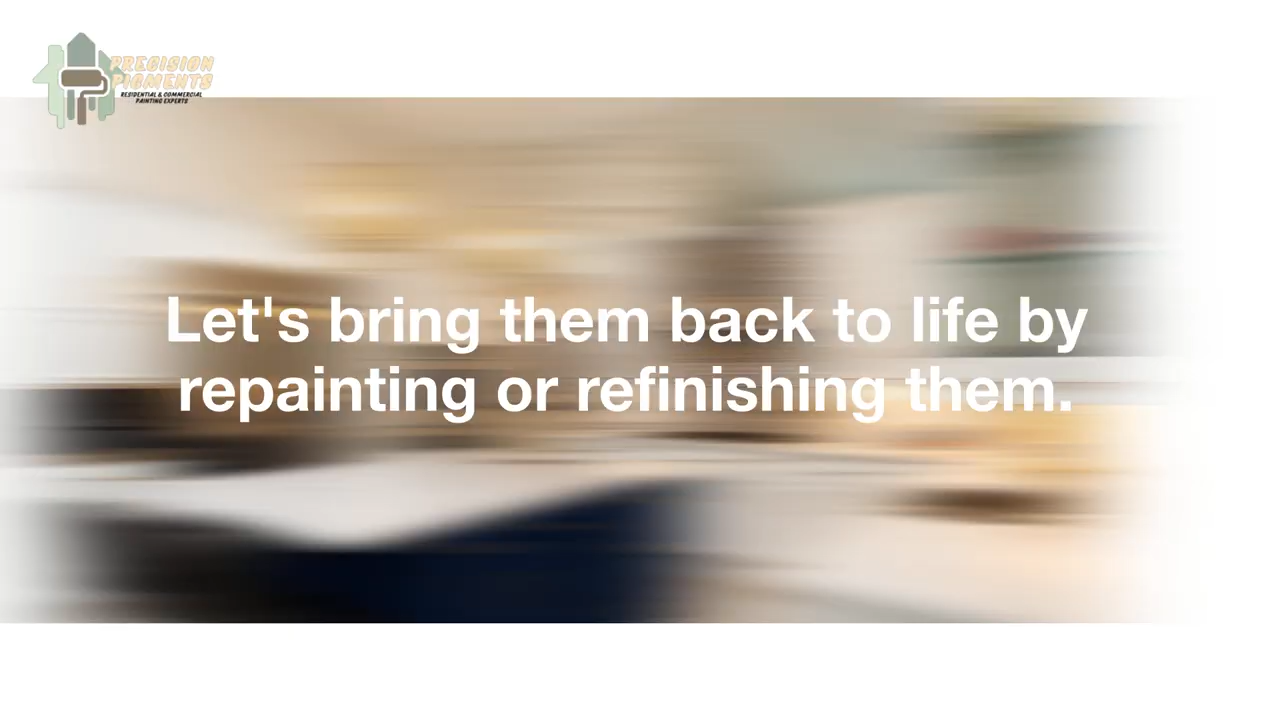 PRECISION
PIGMENTS
RESIDENTIAL & COMMERCIAL
PAINTING EXPERTS
Let's bring them back to life by
repainting or refinishing them.